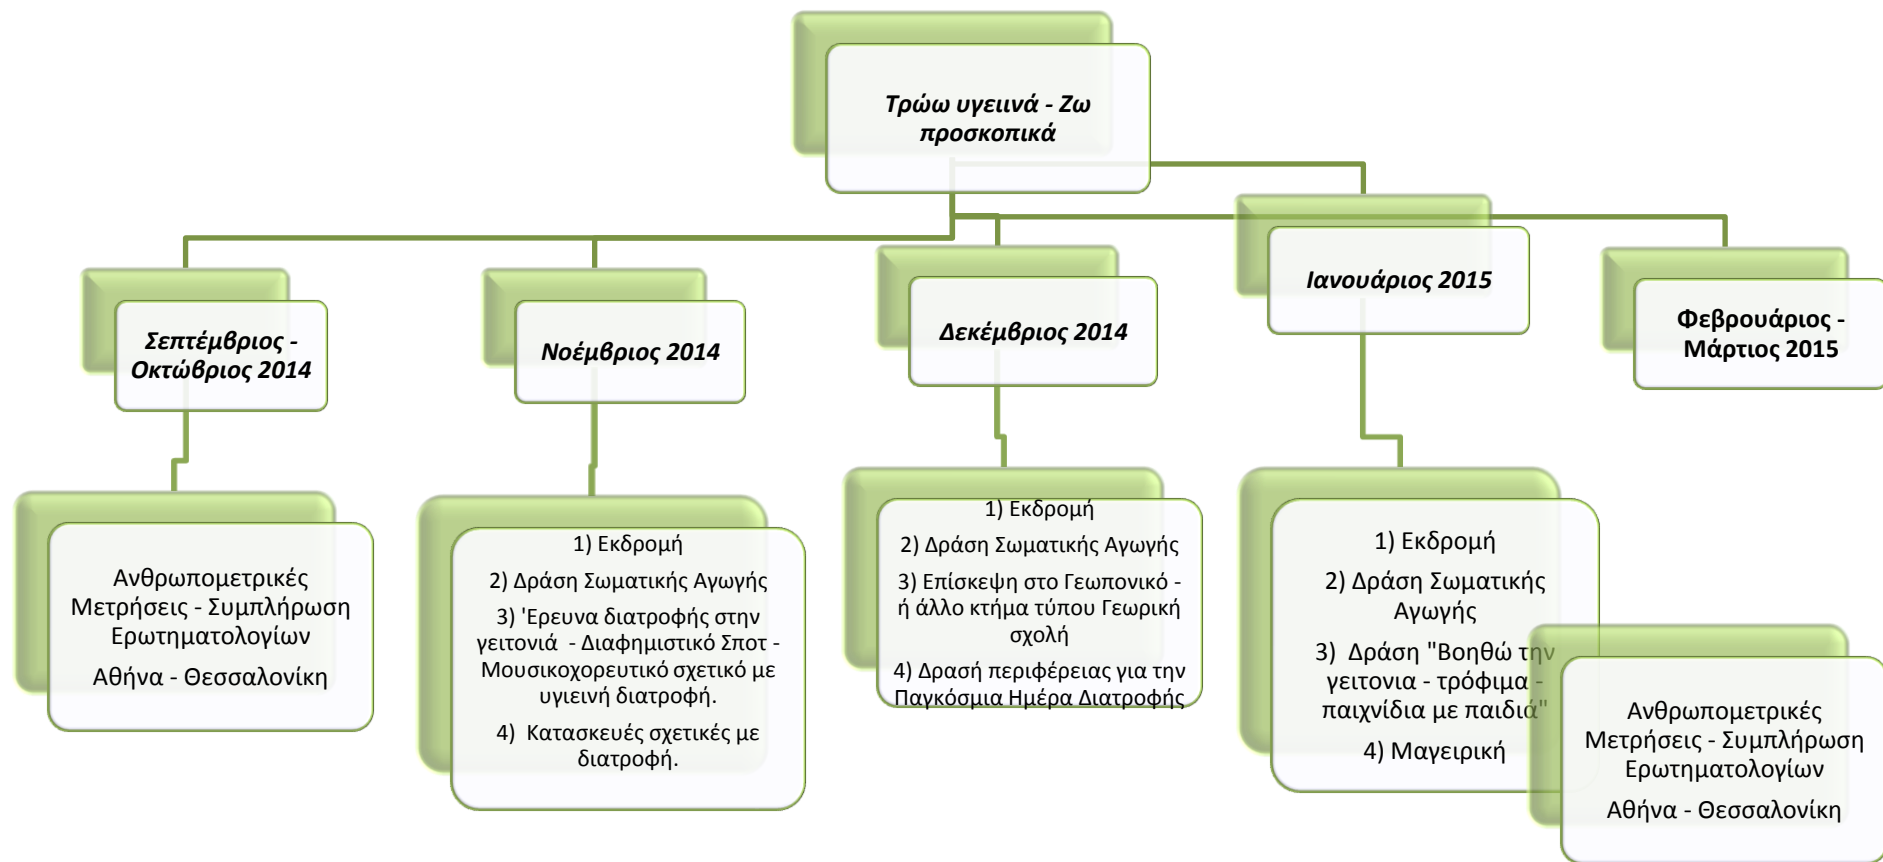 Τρώω υγειινά - Ζω
προσκοπικά
Σεπτέμβριος -
Οκτώβριος 2014
Νοέμβριος 2014
Δεκέμβριος 2014
Ιανουάριος 2015
Φεβρουάριος -
Μάρτιος 2015
Ανθρωπομετρικές
Μετρήσεις - Συμπλήρωση
Ερωτηματολογίων
Αθήνα - Θεσσαλονίκη
1) Εκδρομή
2) Δράση Σωματικής Αγωγής
3) 'Ερευνα διατροφής στην
γειτονιά - Διαφημιστικό Σποτ -
Μουσικοχορευτικό σχετικό με
υγιεινή διατροφή.
4) Κατασκευές σχετικές με
διατροφή.
1) Εκδρομή
2) Δράση Σωματικής Αγωγής
3) Επίσκεψη στο Γεωπονικό -
ή άλλο κτήμα τύπου Γεωρική
σχολή
4) Δρασή περιφέρειας για την
Παγκόσμια Ημέρα Διατροφής
1) Εκδρομή
2) Δράση Σωματικής
Αγωγής
3) Δράση "Βοηθώ την
γειτονια - τρόφιμα -
παιχνίδια με παιδιά"
4) Μαγειρική
Ανθρωπομετρικές
Μετρήσεις - Συμπλήρωση
Ερωτηματολογίων
Αθήνα - Θεσσαλονίκη